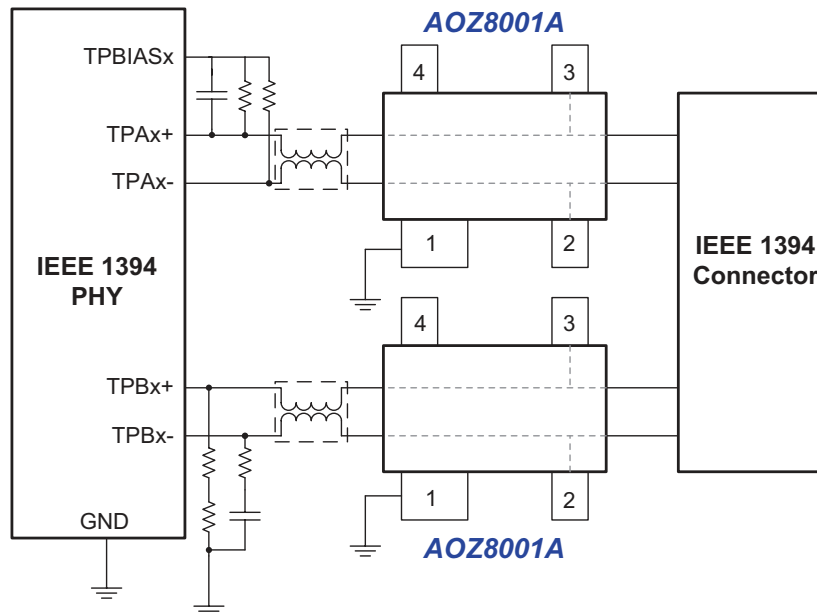 AOZ8001A
4
3
TPBIASx
TPAx+
TPAx-
1
2
IEEE 1394
PHY
IEEE 1394
Connector
4
3
TPBx+
TPBx-
1
2
GND
AOZ8001A